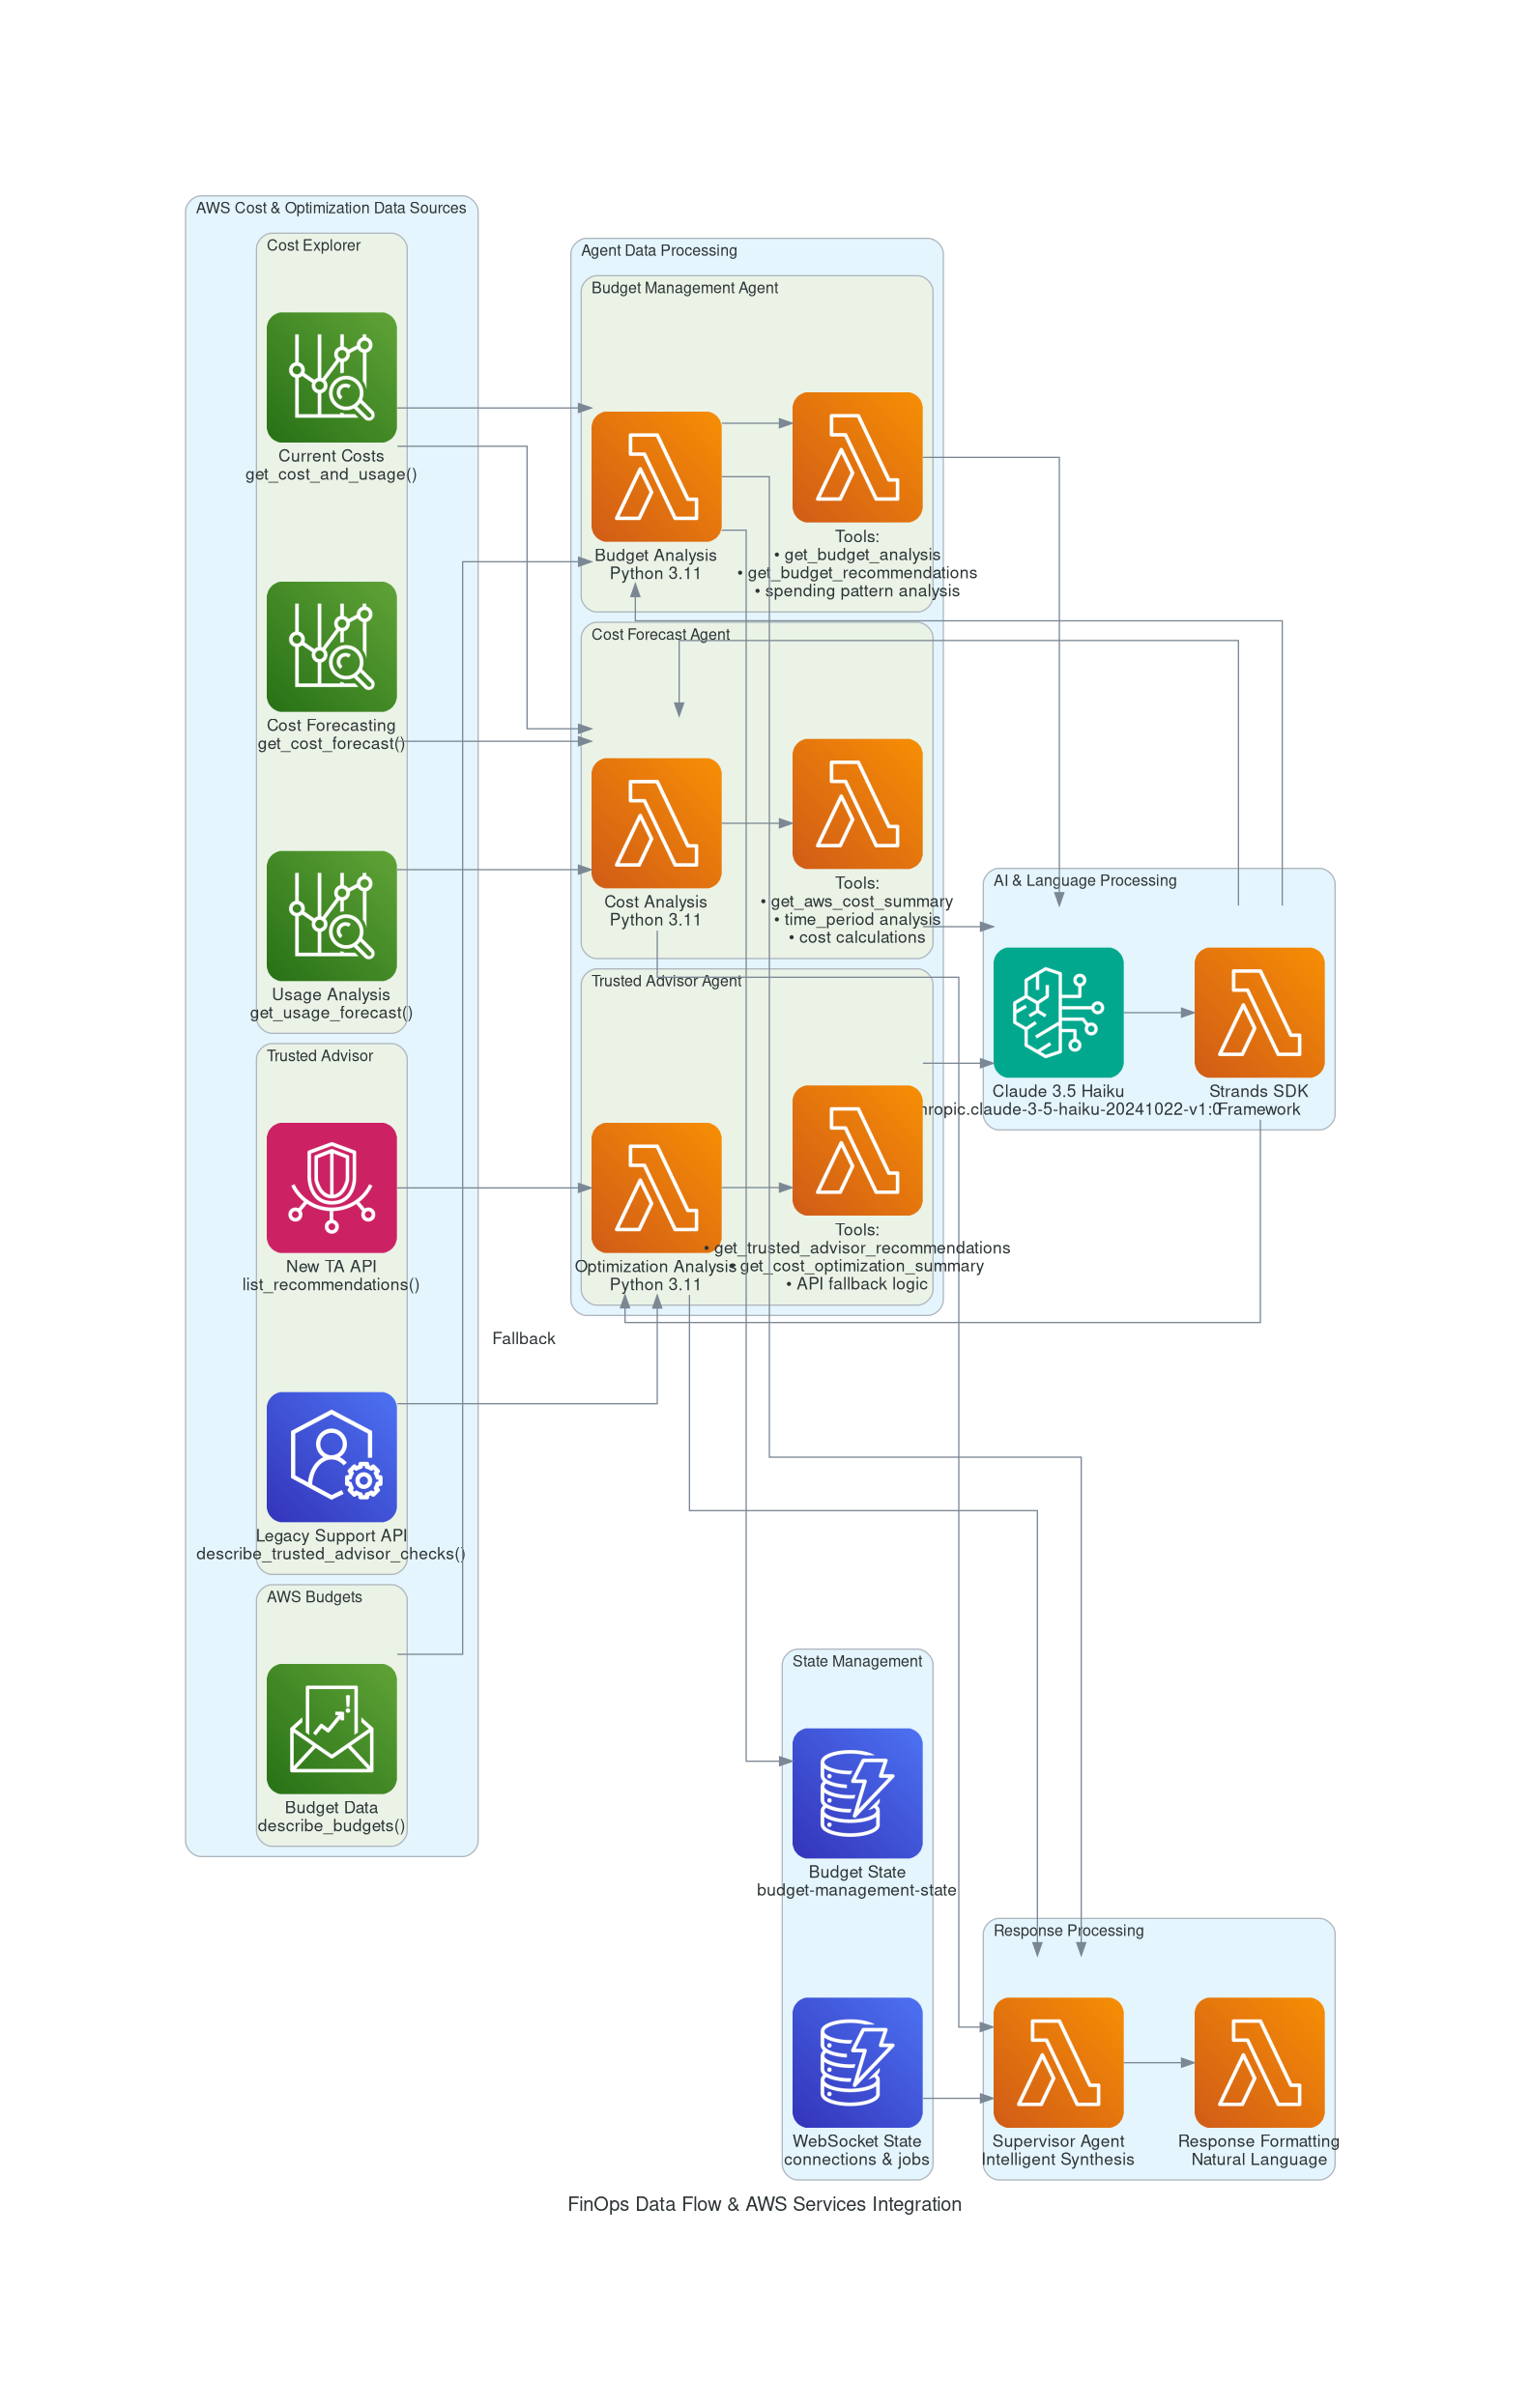 AWS Cost & Optimization Data Sources
Cost Explorer
Current Costs
get_cost_and_usage()
Cost Forecasting
get_cost_forecast()
Usage Analysis
get_usage_forecast()
Trusted Advisor
New TA API
list_recommendations()
Legacy Support API
describe_trusted_advisor_checks()
AWS Budgets
Budget Data
describe_budgets()
Fallback
Agent Data Processing
Budget Management Agent
Budget Analysis
Python 3.11
Tools:
• get_budget_analysis
• get_budget_recommendations
• spending pattern analysis
Cost Forecast Agent
Cost Analysis
Python 3.11
Tools:
• get_aws_cost_summary
• time_period analysis
• cost calculations
Trusted Advisor Agent
Optimization Analysis
Python 3.11
Tools:
• get_trusted_advisor_recommendations
• get_cost_optimization_summary
• API fallback logic
AI & Language Processing
Claude 3.5 Haiku
hropic.claude-3-5-haiku-20241022-v1:0
Strands SDK
Framework
State Management
Budget State
budget-management-state
WebSocket State
connections & jobs
Response Processing
Supervisor Agent
Intelligent Synthesis
Response Formatting
Natural Language
FinOps Data Flow & AWS Services Integration